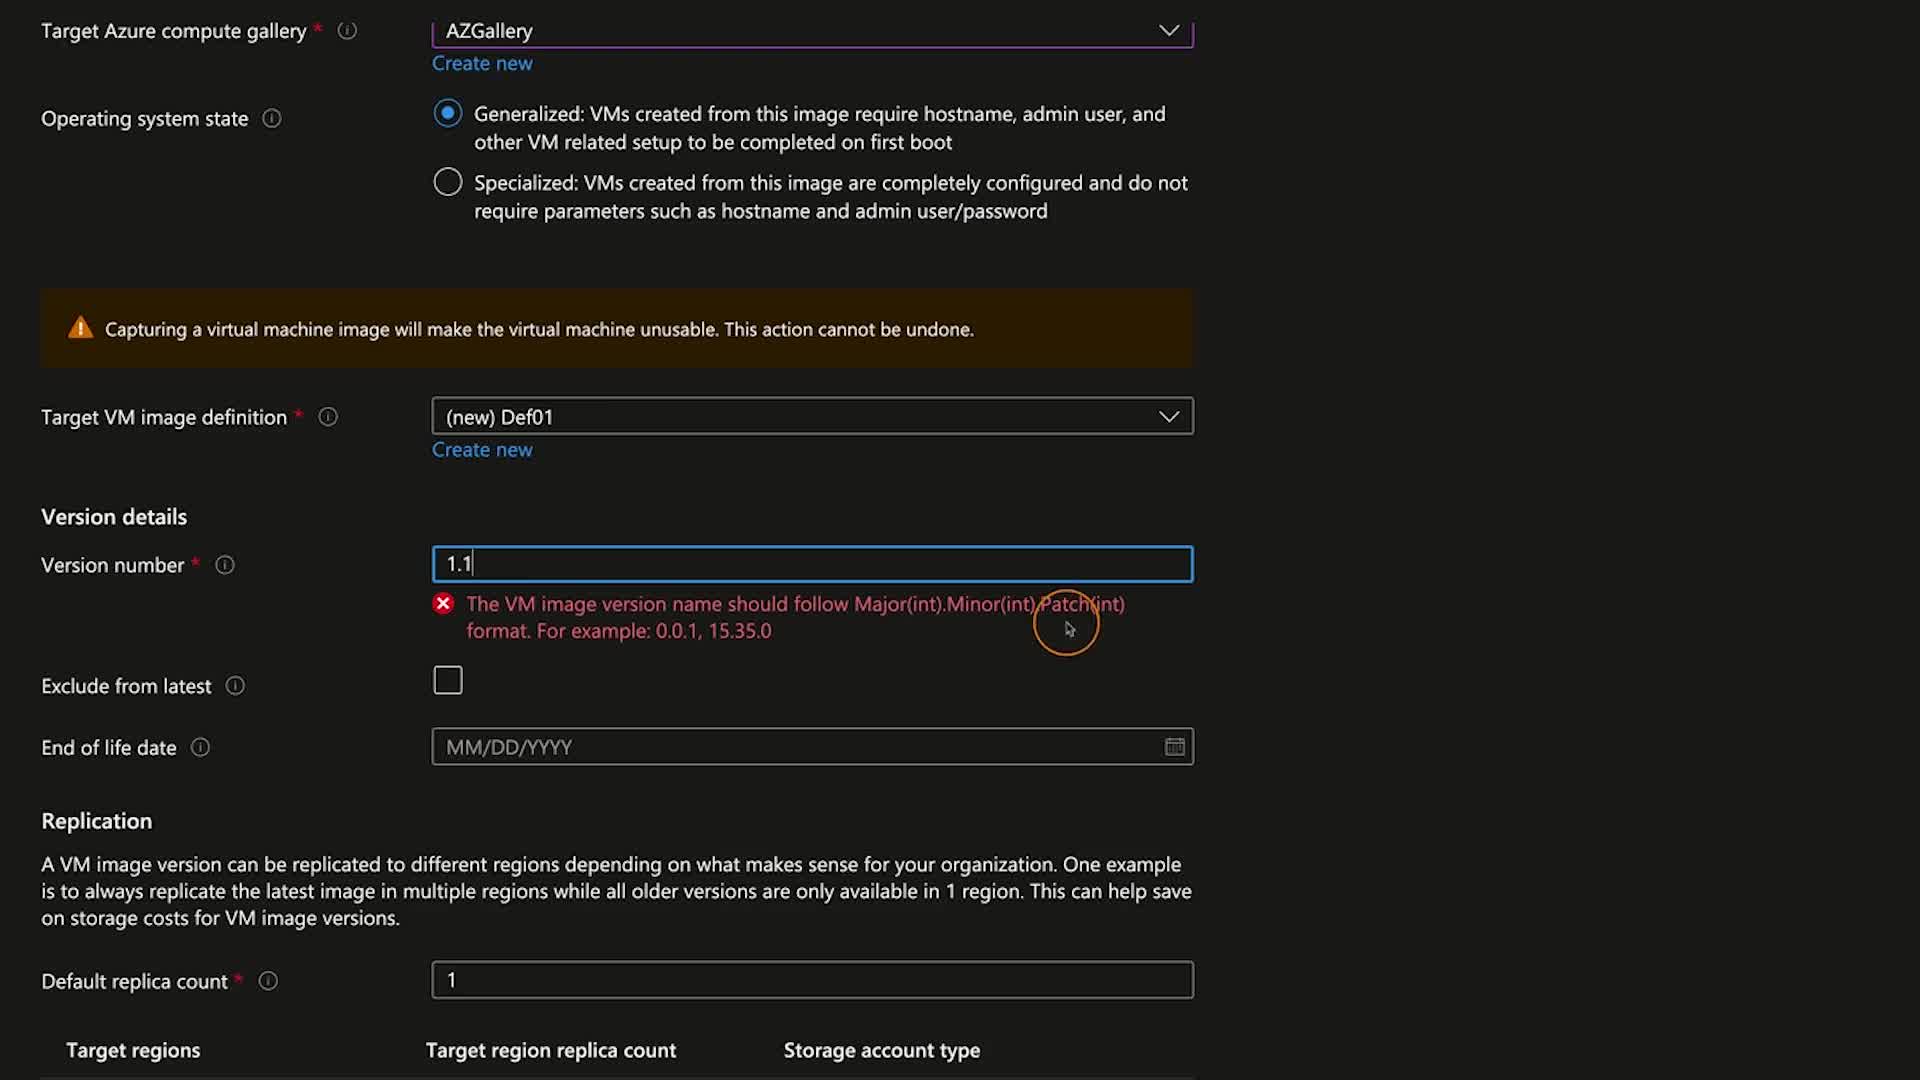 Target Azure compute gallery *
AZGallery
Create new
Operating system state
Generalized: VMs created from this image require hostname, admin user, and
other VM related setup to be completed on first boot
Specialized: VMs created from this image are completely configured and do not
require parameters such as hostname and admin user/password
Capturing a virtual machine image will make the virtual machine unusable. This action cannot be undone.
Target VM image definition *
(new) Def01
Create new
Version details
Version number *
1.1
The VM image version name should follow Major(int).Minor(int).Patch(int)
format. For example: 0.0.1, 15.35.0
Exclude from latest
End of life date
MM/DD/YYYY
Replication
A VM image version can be replicated to different regions depending on what makes sense for your organization. One example
is to always replicate the latest image in multiple regions while all older versions are only available in 1 region. This can help save
on storage costs for VM image versions.
Default replica count *
1
Target regions
Target region replica count
Storage account type